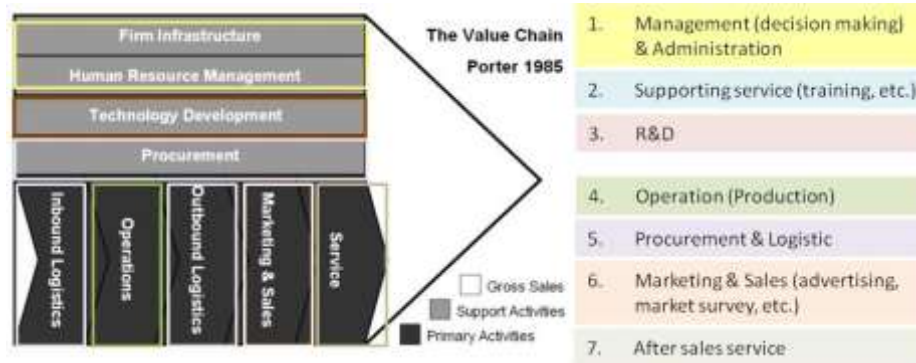 Firm Infrastructure
Human Resource Management
Technology Development
Procurement
Inbound Logistics
Operations
Outbound Logistics
Marketing & Sales
Service
The Value Chain
Porter 1985
Gross Sales
Support Activities
Primary Activities
1. Management (decision making)
& Administration
2. Supporting service (training, etc.)
3. R&D
4. Operation (Production)
5. Procurement & Logistic
6. Marketing & Sales (advertising,
market survey, etc.)
7. After sales service